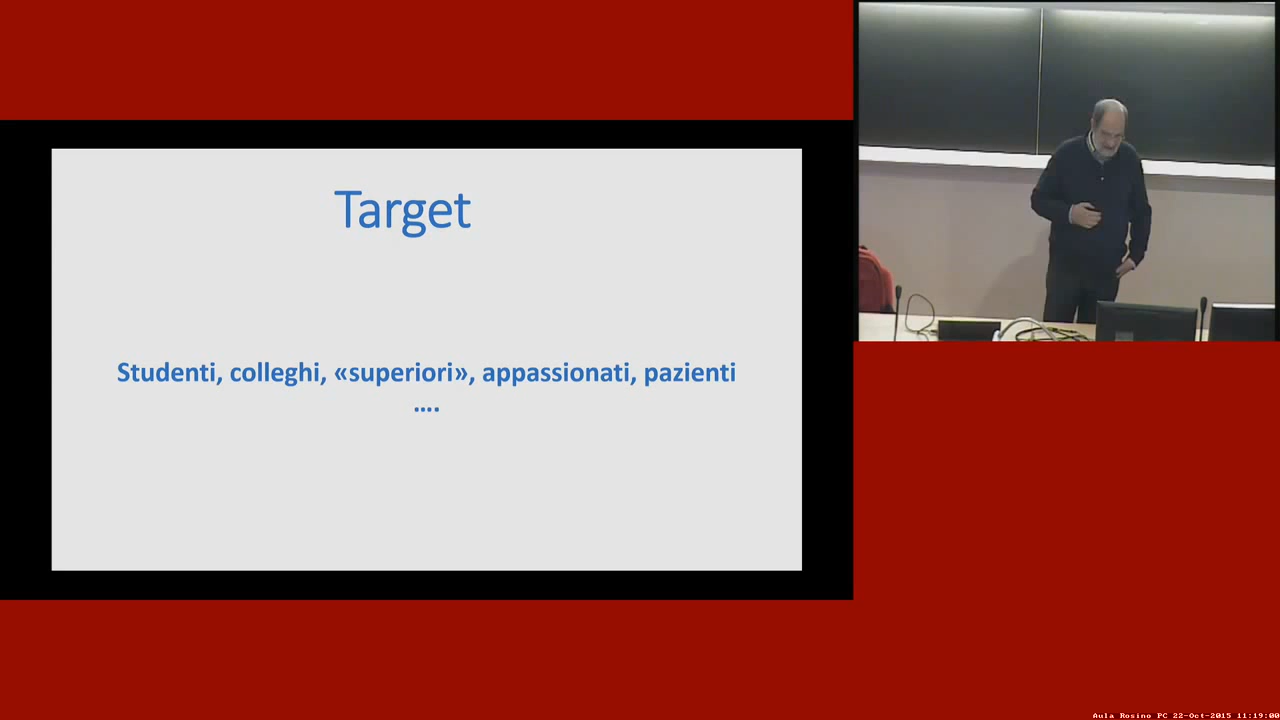 Target
Studenti, colleghi, «superiori», appassionati, pazienti
....
Aula Rosino PC 22-Oct-2015 11:19:00